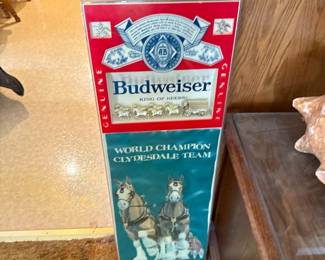 GENUINE
GENUINE
Budweiser
KING OF BEERS
WORLD CHAMPION
CLYDESDALE TEAM